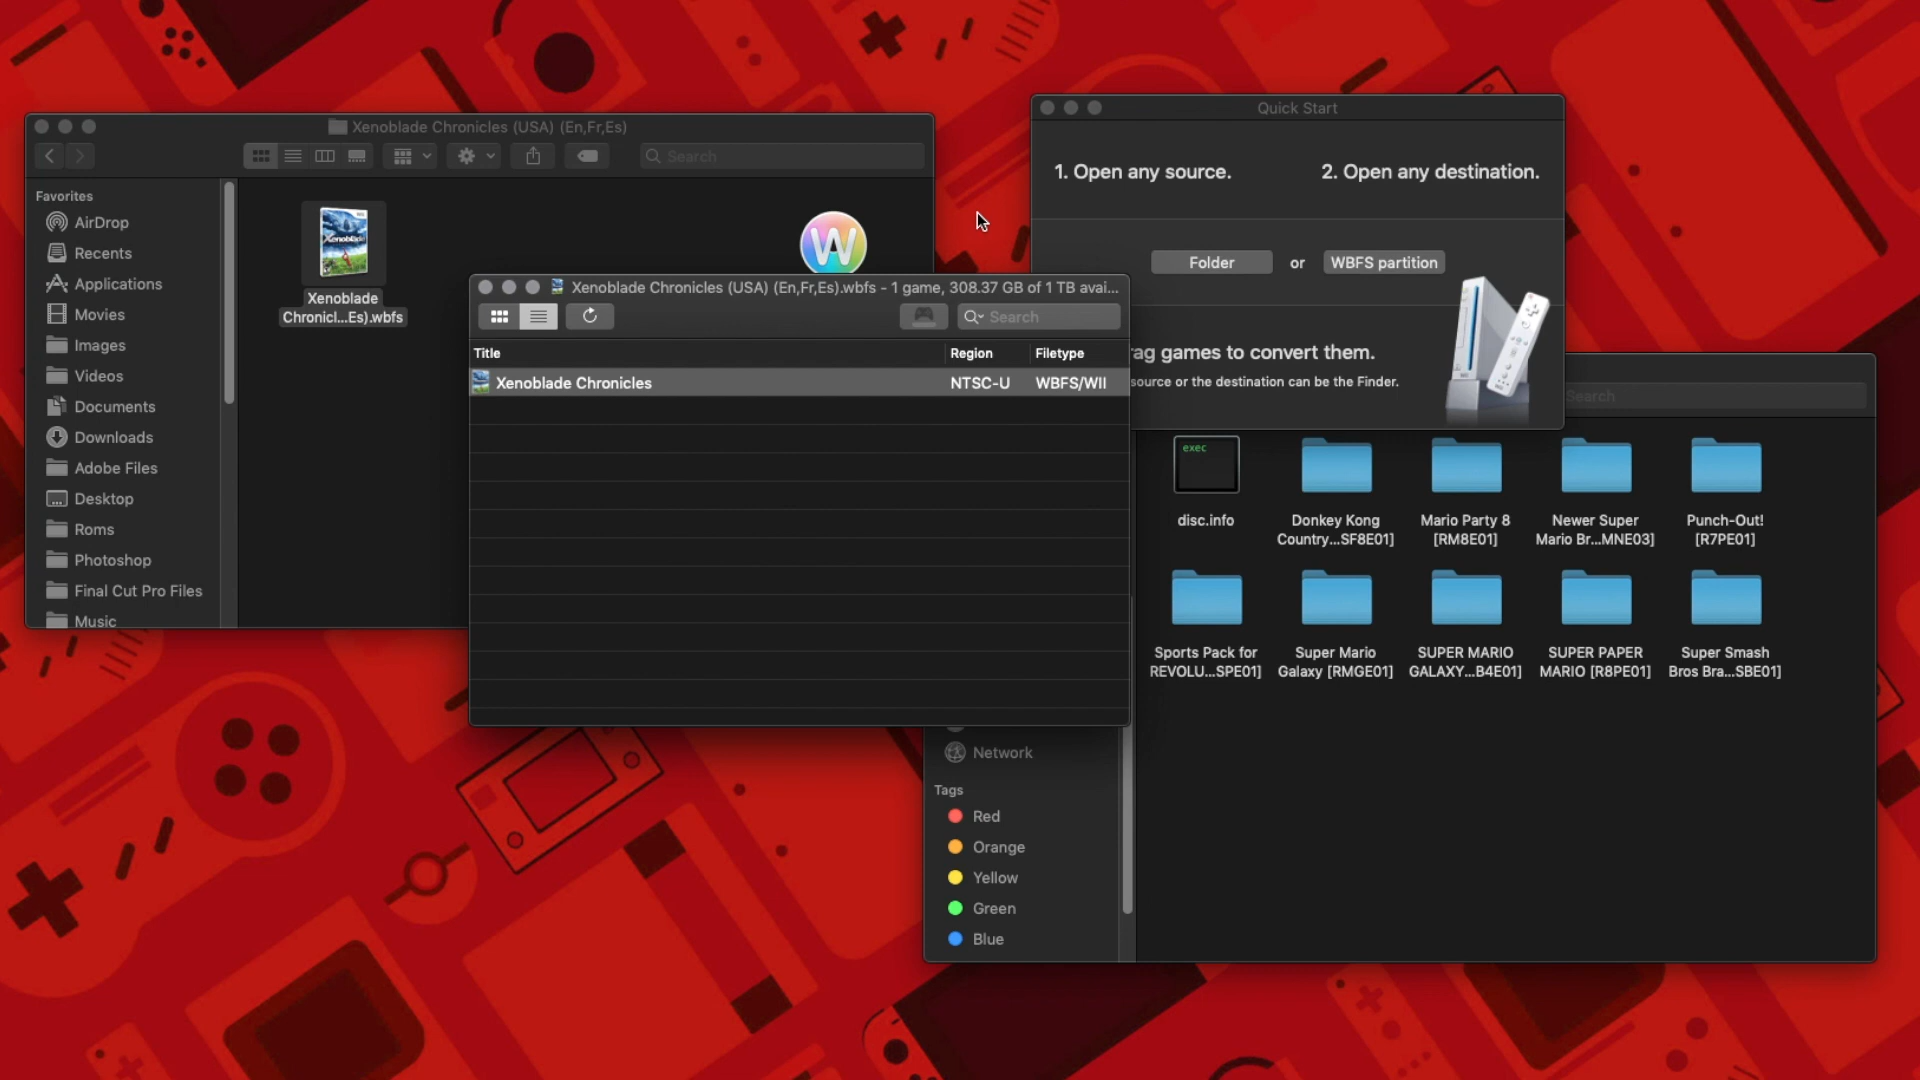 Xenoblade Chronicles (USA) (En,Fr,Es)
Search
Favorites
AirDrop
Recents
Applications
Movies
Images
Videos
Documents
Downloads
Adobe Files
Desktop
Roms
Photoshop
Final Cut Pro Files
Music
Xenoblade
Xenoblade
Chronicl...Es).wbfs
W
Xenoblade Chronicles (USA) (En,Fr,Es).wbfs - 1 game, 308.37 GB of 1 TB avai...
Search
Title
Region
Filetype
Xenoblade Chronicles
NTSC-U
WBFS/WII
Quick Start
1. Open any source.
2. Open any destination.
Folder
or
WBFS partition
ag games to convert them.
source or the destination can be the Finder.
Search
exec
disc.info
Donkey Kong
Country...SF8E01]
Mario Party 8
[RM8E01]
Newer Super
Mario Br...MNE03]
Punch-Out!
[R7PE01]
Sports Pack for
REVOLU...SPE01]
Super Mario
Galaxy [RMGE01]
SUPER MARIO
GALAXY...B4E01]
SUPER PAPER
MARIO [R8PE01]
Super Smash
Bros Bra...SBE01]
Network
Tags
Red
Orange
Yellow
Green
Blue